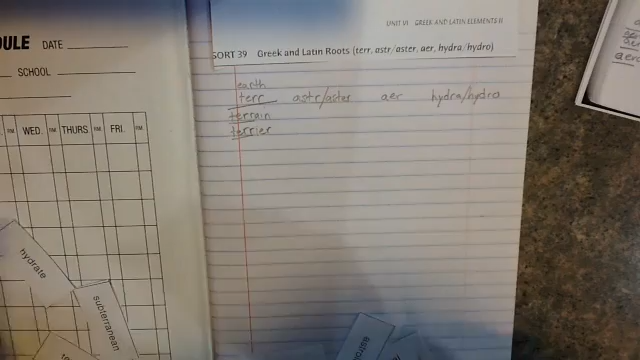 ULE DATE
SCHOOL
P.M. WED. P.M. THURS P.M. FRI. P.M.
UNIT VI GREEK AND LATIN ELEMENTS II
SORT 39 Greek and Latin Roots (terr, astr/aster, aer, hydra/hydro)
earth
terr astr/aster aer hydra/hydro
terrain
terrier
hydrate
subterranean